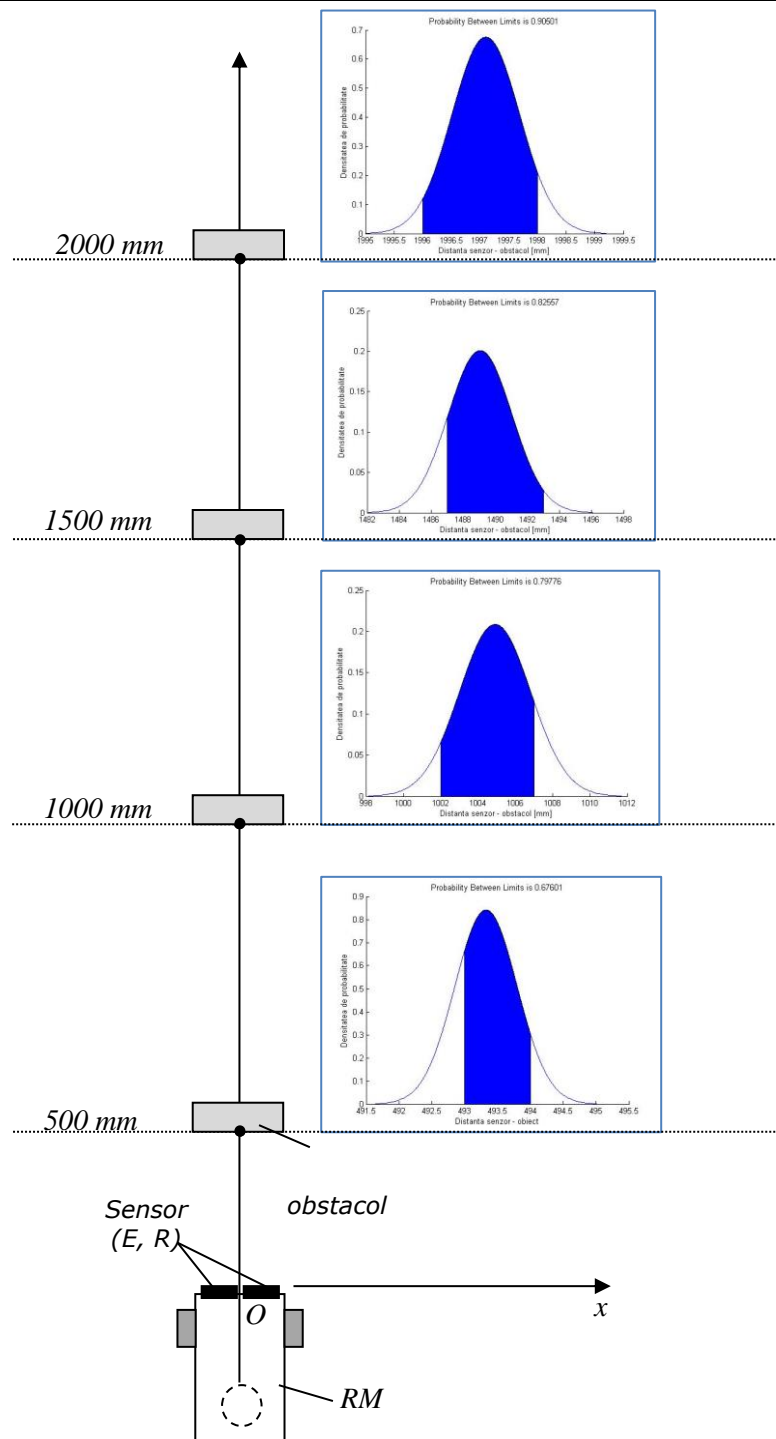 Probability Between Limits is 0.90501
Densitatea de probabilitate
0.7
0.6
0.5
0.4
0.3
0.2
0.1
0
1995 1995.5 1996 1996.5 1997 1997.5 1998 1998.5 1999 1999.5
Distanta senzor - obstacol [mm]
2000 mm
Probability Between Limits is 0.82557
Densitatea de probabilitate
0.25
0.2
0.15
0.1
0.05
0
1482 1484 1486 1488 1490 1492 1494 1496 1498
Distanta senzor - obstacol [mm]
1500 mm
Probability Between Limits is 0.79776
Densitatea de probabilitate
0.25
0.2
0.15
0.1
0.05
0
998 1000 1002 1004 1006 1008 1010 1012
Distanta senzor - obstacol [mm]
1000 mm
Probability Between Limits is 0.67601
Densitatea de probabilitate
0.9
0.8
0.7
0.6
0.5
0.4
0.3
0.2
0.1
0
491.5 492 492.5 493 493.5 494 494.5 495 495.5
Distanta senzor - obiect
500 mm
obstacol
Sensor
(E, R)
O
x
RM